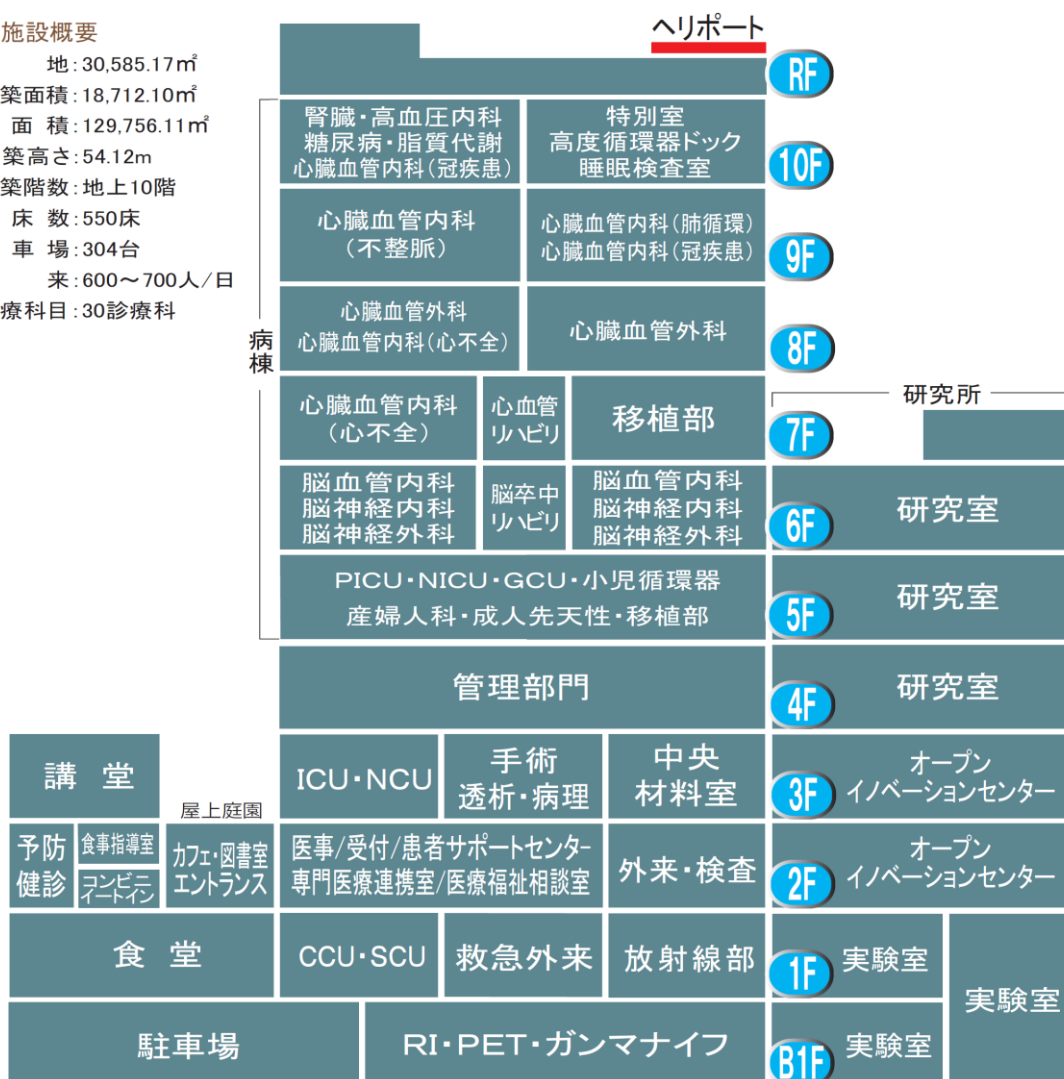 施設概要
地:30,585.17㎡
築面積:18,712.10㎡
面 積:129,756.11㎡
築高さ:54.12m
築階数:地上10階
床 数:550床
車 場:304台
来:600〜700人/日
療科目:30診療科
ヘリポート
RF
病棟
腎臓・高血圧内科
糖尿病・脂質代謝
心臓血管内科(冠疾患)
特別室
高度循環器ドック
睡眠検査室
10F
心臓血管内科
(不整脈)
心臓血管内科(肺循環)
心臓血管内科(冠疾患)
9F
心臓血管外科
心臓血管内科(心不全)
心臓血管外科
8F
心臓血管内科
(心不全)
心血管
リハビリ
移植部
7F
研究所
脳血管内科
脳神経内科
脳神経外科
脳卒中
リハビリ
脳血管内科
脳神経内科
脳神経外科
6F
研究室
PICU・NICU・GCU・小児循環器
産婦人科・成人先天性・移植部
5F
研究室
管理部門
4F
研究室
講 堂
ICU・NCU
手術
透析・病理
中央
材料室
3F
オープン
イノベーションセンター
屋上庭園
予防
健診
食事指導室
コンビニ
イートイン
カフェ・図書室
エントランス
医事/受付/患者サポートセンター
専門医療連携室/医療福祉相談室
外来・検査
2F
オープン
イノベーションセンター
食 堂
CCU・SCU
救急外来
放射線部
1F
実験室
実験室
駐車場
RI・PET・ガンマナイフ
B1F
実験室